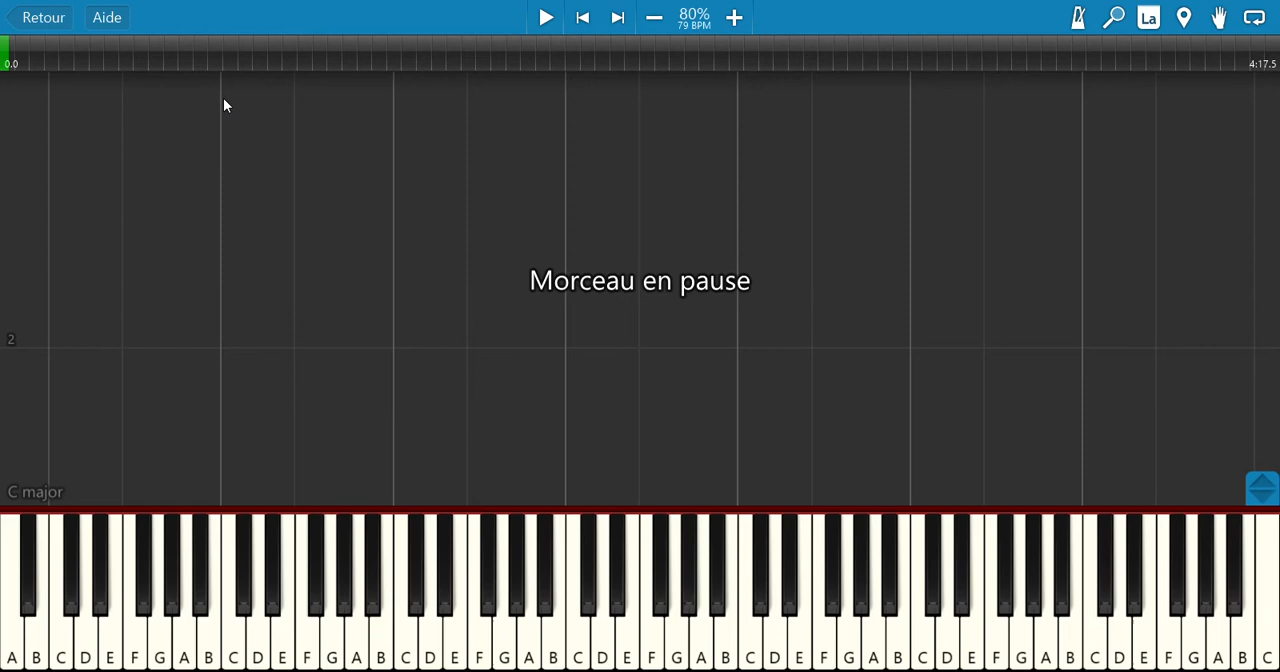 Retour Aide 80% La
79 BPM
0.0 4:17.5
Morceau en pause
2
C major
A B C D E F G A B C D E F G A B C D E F G A B C D E F G A B C D E F G A B C D E F G A B C D E F G A B C